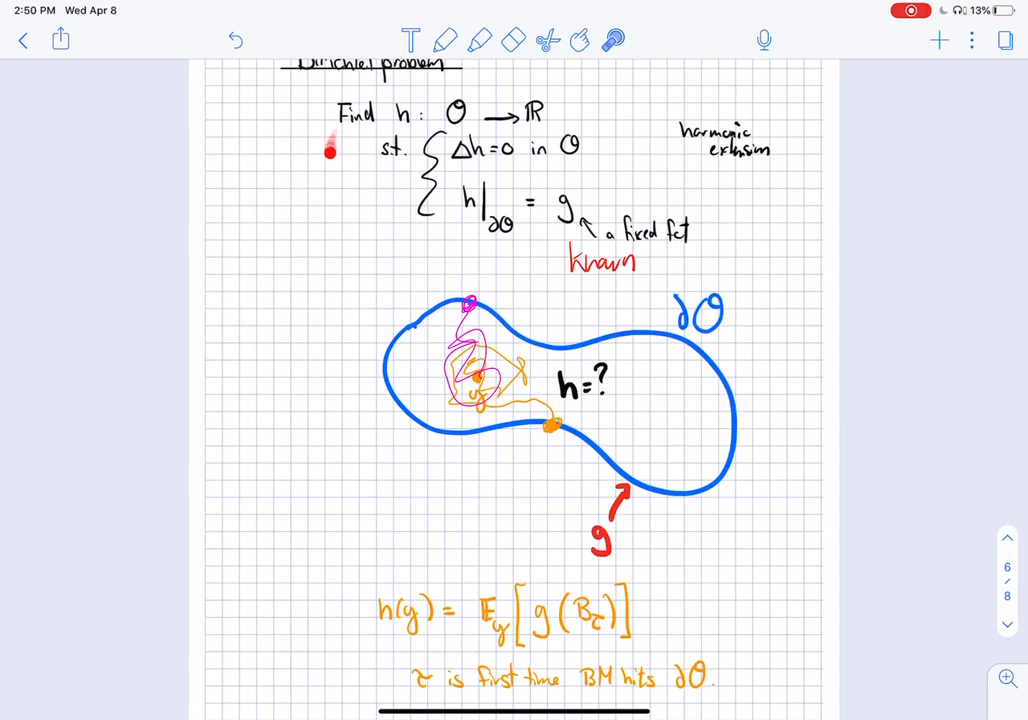 2:50 PM Wed Apr 8
13%
Dirichlet problem
Find h: O → ℝ
s.t. { Δh=0 in O
h|∂O = g
a fixed fct
known
harmonic
extension
∂O
h=?
y
g
h(y) = E_y[g(B_τ)]
τ is first time BM hits ∂O.
6
/
8